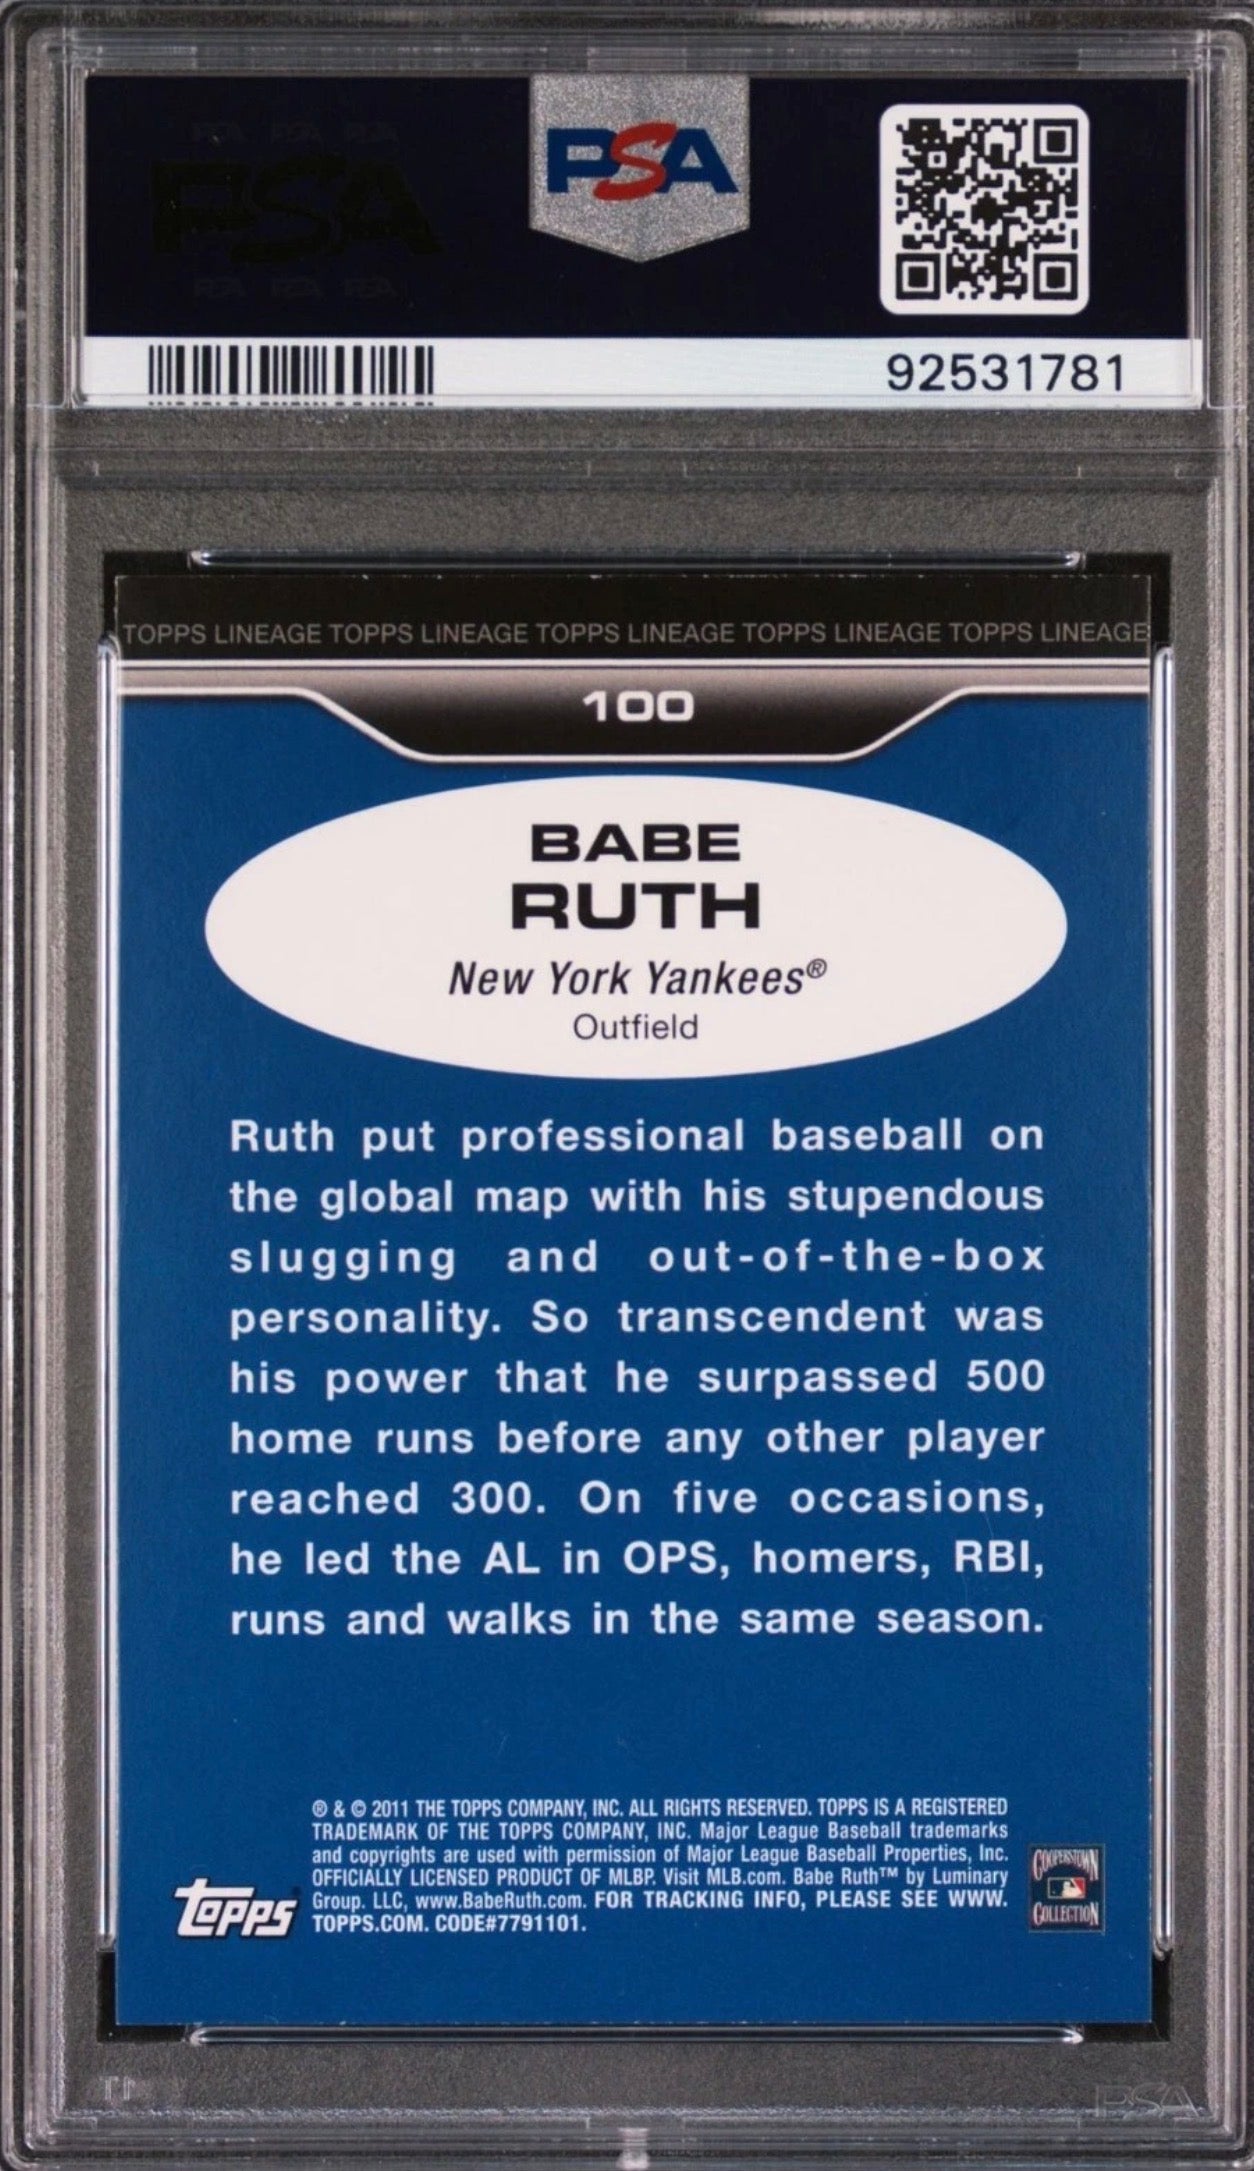 PSA
PSA
92531781
TOPPS LINEAGE TOPPS LINEAGE TOPPS LINEAGE TOPPS LINEAGE TOPPS LINEAGE
100
BABE
RUTH
New York Yankees®
Outfield
Ruth put professional baseball on
the global map with his stupendous
slugging and out-of-the-box
personality. So transcendent was
his power that he surpassed 500
home runs before any other player
reached 300. On five occasions,
he led the AL in OPS, homers, RBI,
runs and walks in the same season.
® & © 2011 THE TOPPS COMPANY, INC. ALL RIGHTS RESERVED. TOPPS IS A REGISTERED
TRADEMARK OF THE TOPPS COMPANY, INC. Major League Baseball trademarks
and copyrights are used with permission of Major League Baseball Properties, Inc.
OFFICIALLY LICENSED PRODUCT OF MLBP. Visit MLB.com. Babe Ruth™ by Luminary
Group. LLC, www.BabeRuth.com. FOR TRACKING INFO, PLEASE SEE WWW.
TOPPS.COM. CODE#7791101.
Topps
COOPERSTOWN
COLLECTION
PSA